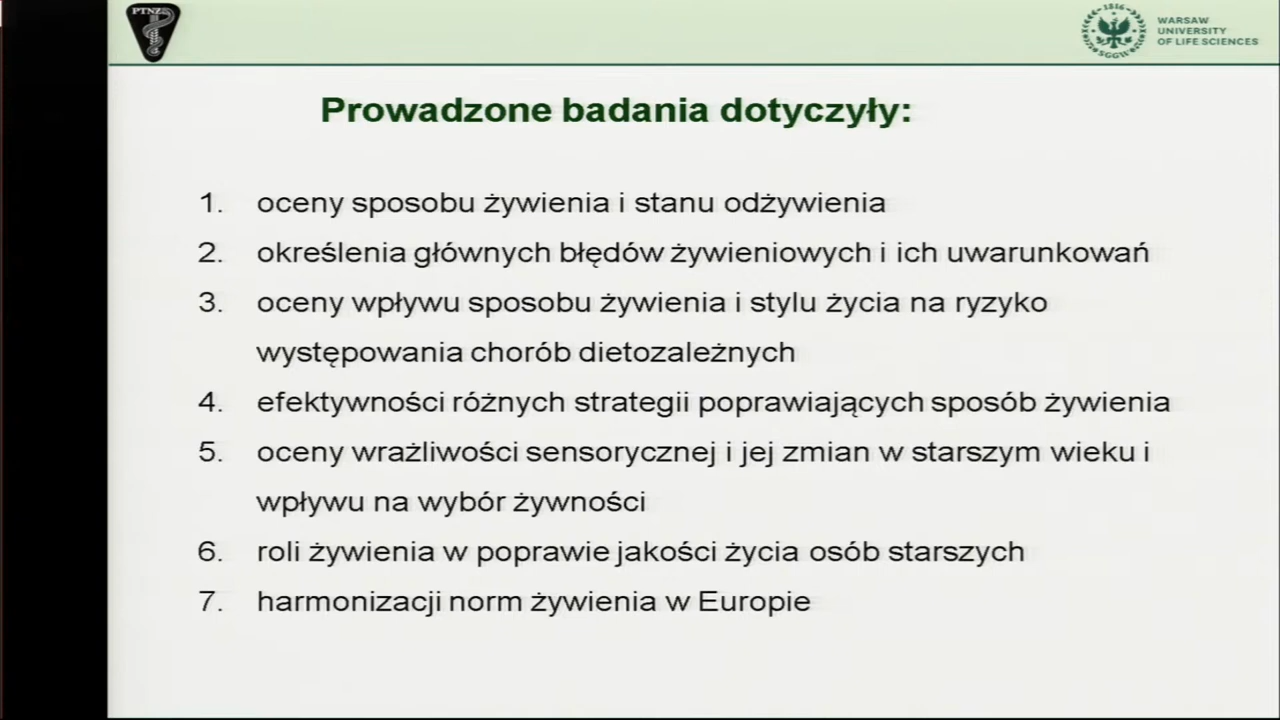 PTNŻ
1816
SGGW
WARSAW
UNIVERSITY
OF LIFE SCIENCES
Prowadzone badania dotyczyły:
1. oceny sposobu żywienia i stanu odżywienia
2. określenia głównych błędów żywieniowych i ich uwarunkowań
3. oceny wpływu sposobu żywienia i stylu życia na ryzyko
występowania chorób dietozależnych
4. efektywności różnych strategii poprawiających sposób żywienia
5. oceny wrażliwości sensorycznej i jej zmian w starszym wieku i
wpływu na wybór żywności
6. roli żywienia w poprawie jakości życia osób starszych
7. harmonizacji norm żywienia w Europie